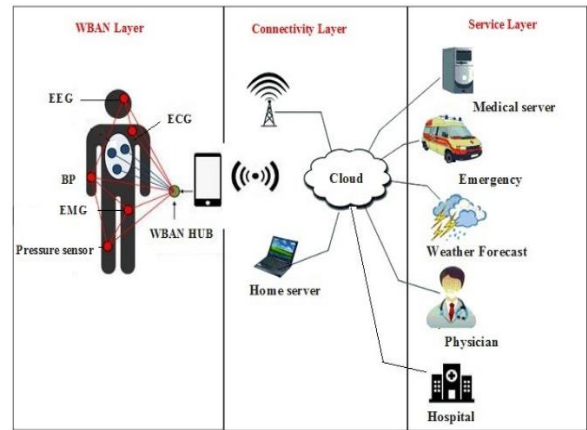 WBAN Layer
Connectivity Layer
Service Layer
EEG
ECG
BP
EMG
Pressure sensor
WBAN HUB
Cloud
Home server
Medical server
Emergency
Weather Forecast
Physician
Hospital